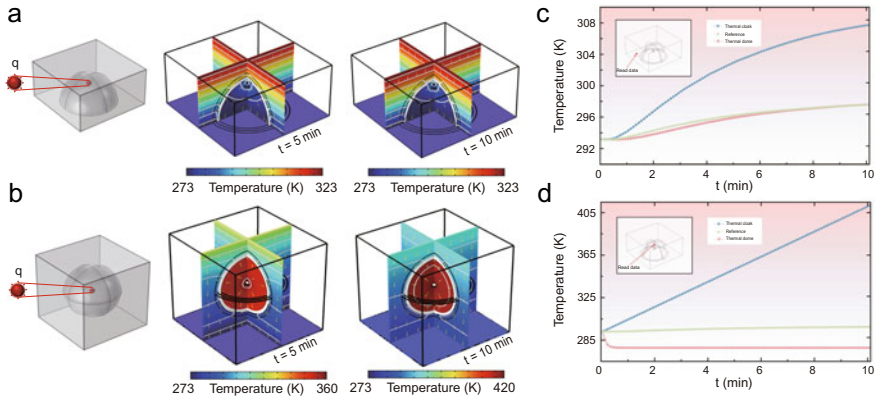 a
q
t = 5 min
t = 10 min
273 Temperature (K) 323
273 Temperature (K) 323
b
q
t = 5 min
t = 10 min
273 Temperature (K) 360
273 Temperature (K) 420
c
Temperature (K)
308
304
300
296
292
Read data
Thermal cloak
Reference
Thermal dome
0 2 4 6 8 10
t (min)
d
Temperature (K)
405
365
325
285
Read data
Thermal cloak
Reference
Thermal dome
0 2 4 6 8 10
t (min)